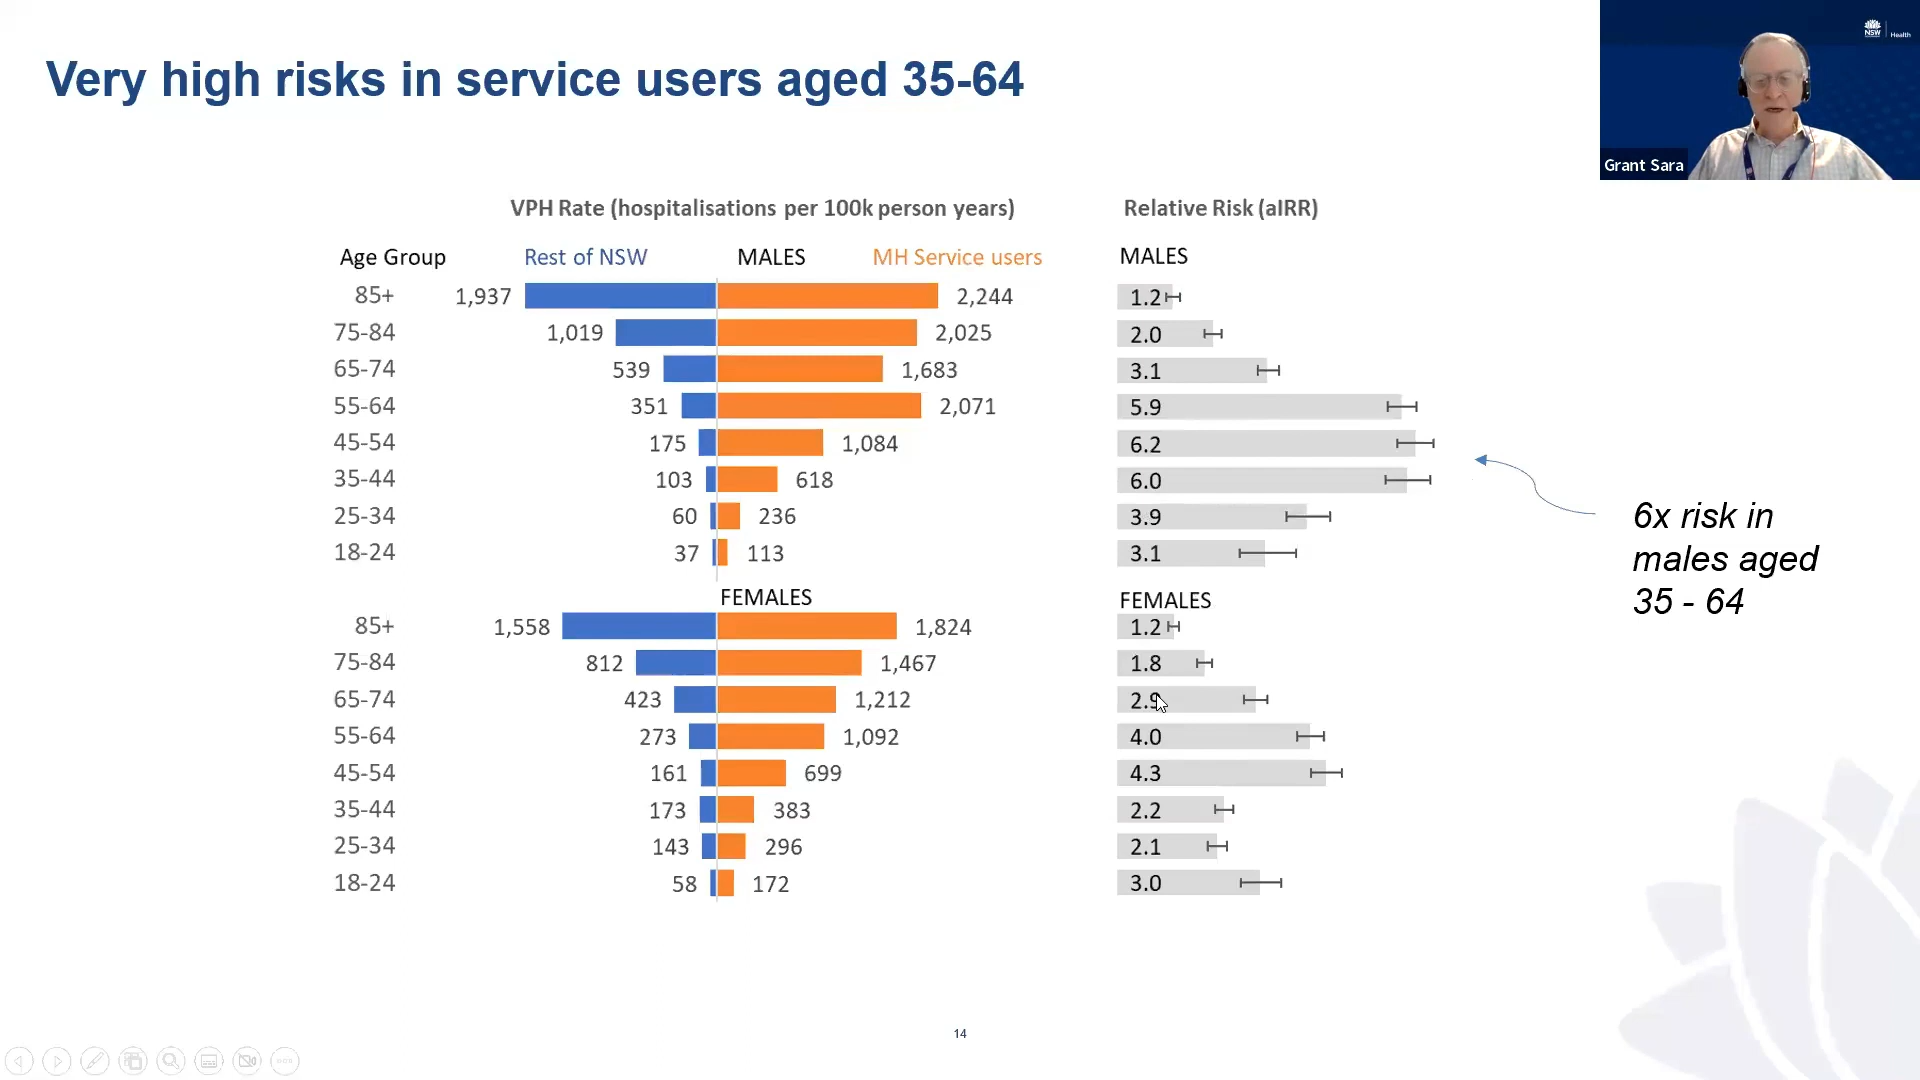 Very high risks in service users aged 35-64
NSW
Health
Grant Sara
VPH Rate (hospitalisations per 100k person years)
Relative Risk (aIRR)
Age Group
Rest of NSW
MALES
MH Service users
MALES
85+ 1,937 2,244 1.2
75-84 1,019 2,025 2.0
65-74 539 1,683 3.1
55-64 351 2,071 5.9
45-54 175 1,084 6.2
35-44 103 618 6.0
25-34 60 236 3.9
18-24 37 113 3.1
6x risk in
males aged
35 - 64
FEMALES
FEMALES
85+ 1,558 1,824 1.2
75-84 812 1,467 1.8
65-74 423 1,212 2.9
55-64 273 1,092 4.0
45-54 161 699 4.3
35-44 173 383 2.2
25-34 143 296 2.1
18-24 58 172 3.0
14